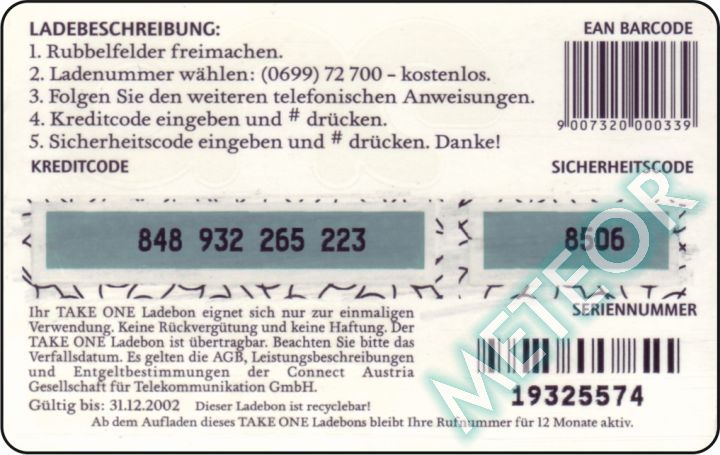 LADEBESCHREIBUNG:
1. Rubbelfelder freimachen.
2. Ladenummer wählen: (0699) 72 700 – kostenlos.
3. Folgen Sie den weiteren telefonischen Anweisungen.
4. Kreditcode eingeben und # drücken.
5. Sicherheitscode eingeben und # drücken. Danke!
EAN BARCODE
9 007320 000339
KREDITCODE
SICHERHEITSCODE
848 932 265 223
8506
Ihr TAKE ONE Ladebon eignet sich nur zur einmaligen
Verwendung. Keine Rückvergütung und keine Haftung. Der
TAKE ONE Ladebon ist übertragbar. Beachten Sie bitte das
Verfallsdatum. Es gelten die AGB, Leistungsbeschreibungen
und Entgeltbestimmungen der Connect Austria
Gesellschaft für Telekommunikation GmbH.
Gültig bis: 31.12.2002 Dieser Ladebon ist recyclebar!
SERIENNUMMER
19325574
Ab dem Aufladen dieses TAKE ONE Ladebons bleibt Ihre Rufnummer für 12 Monate aktiv.
METEOR